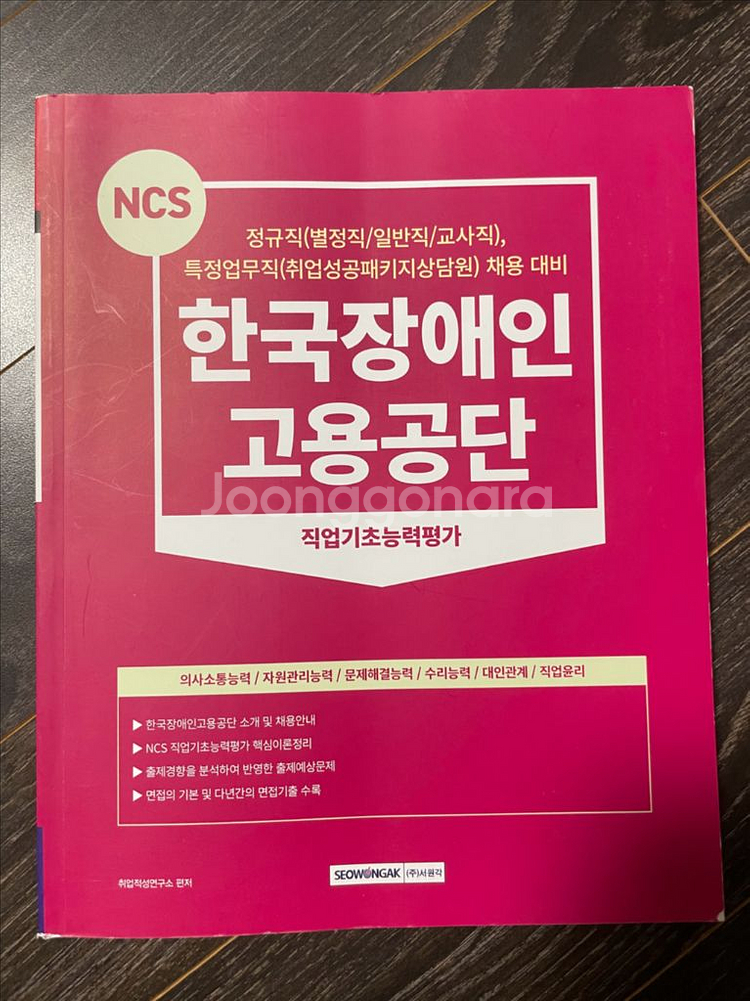 NCS
정규직(별정직/일반직/교사직),
특정업무직(취업성공패키지상담원) 채용 대비
한국장애인
고용공단
Joonggonara
직업기초능력평가
의사소통능력 / 자원관리능력 / 문제해결능력 / 수리능력 / 대인관계 / 직업윤리
▶ 한국장애인고용공단 소개 및 채용안내
▶ NCS 직업기초능력평가 핵심이론정리
▶ 출제경향을 분석하여 반영한 출제예상문제
▶ 면접의 기본 및 다년간의 면접기출 수록
취업적성연구소 편저
SEOWONGAK (주)서원각